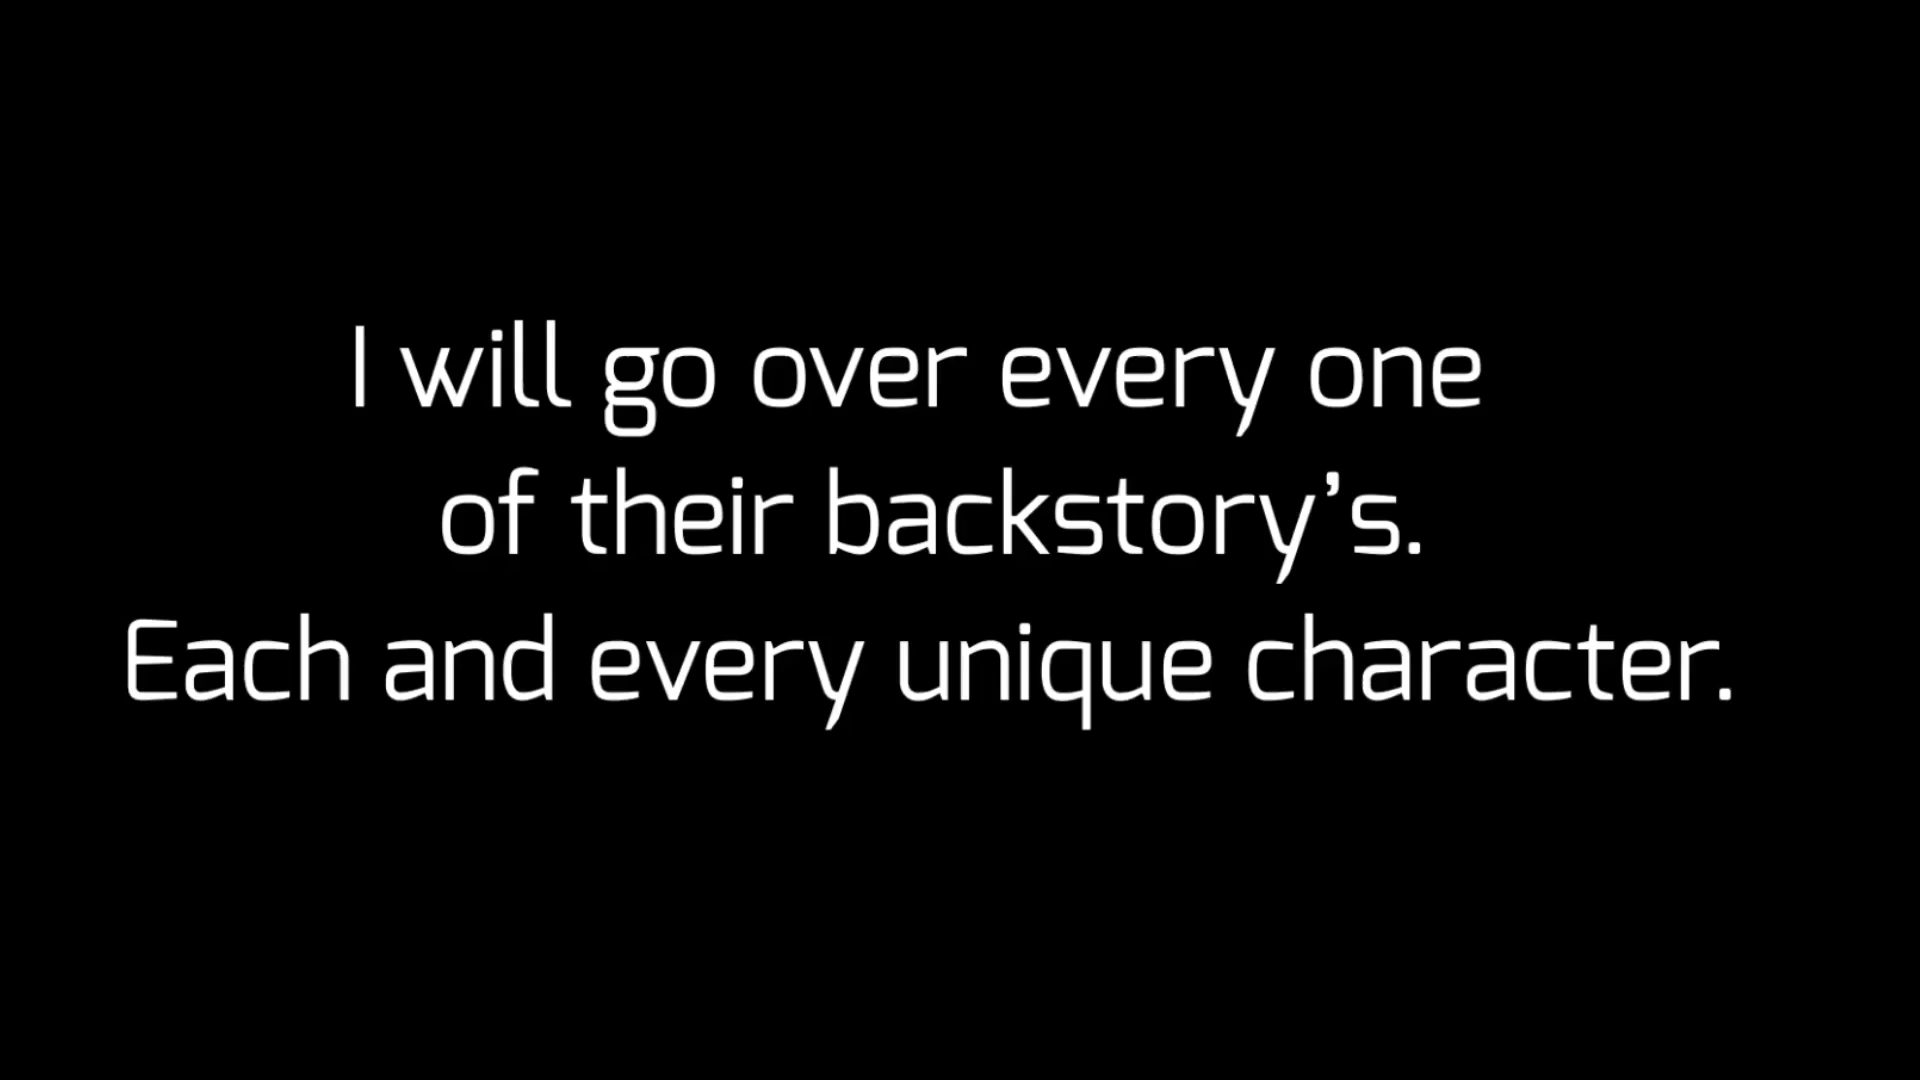 I will go over every one
of their backstory’s.
Each and every unique character.